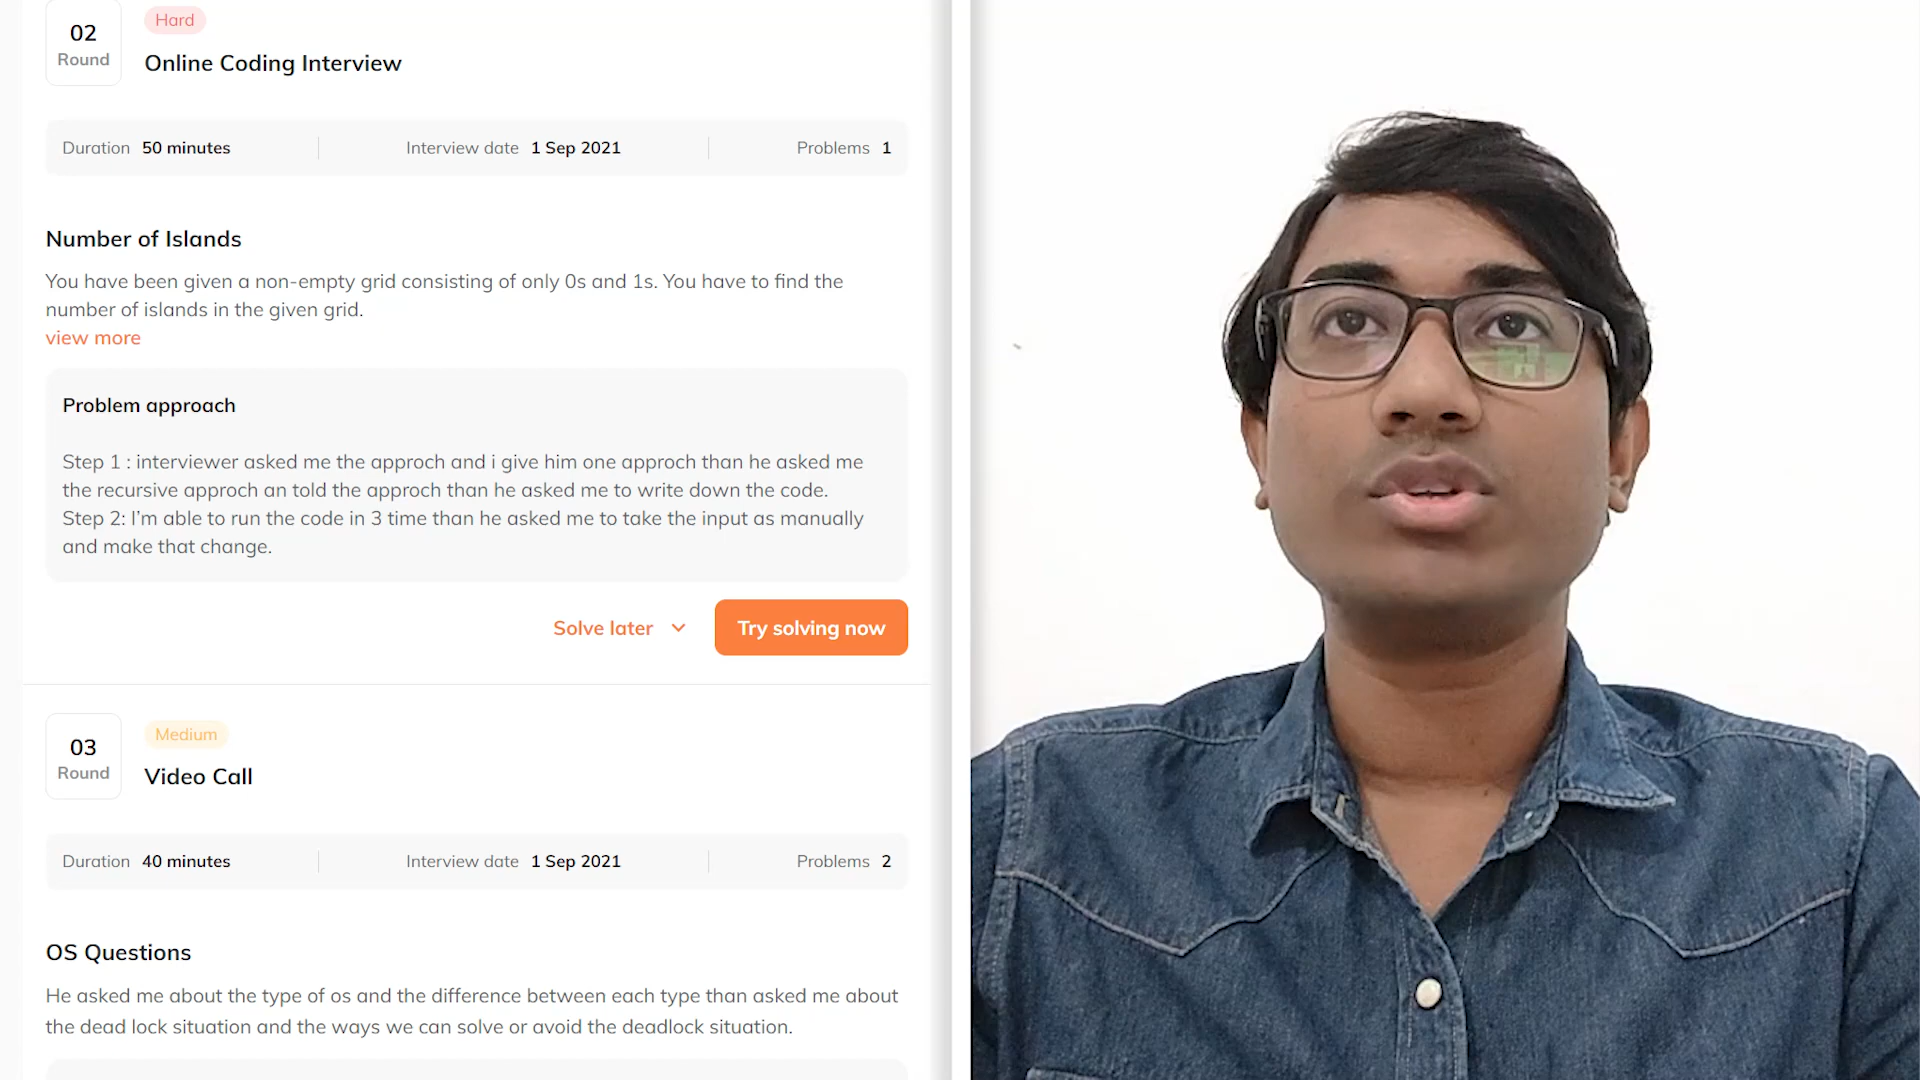 02
Round
Hard
Online Coding Interview
Duration 50 minutes
Interview date 1 Sep 2021
Problems 1
Number of Islands
You have been given a non-empty grid consisting of only 0s and 1s. You have to find the
number of islands in the given grid.
view more
Problem approach
Step 1 : interviewer asked me the approch and i give him one approch than he asked me
the recursive approch an told the approch than he asked me to write down the code.
Step 2: I'm able to run the code in 3 time than he asked me to take the input as manually
and make that change.
Solve later
Try solving now
03
Round
Medium
Video Call
Duration 40 minutes
Interview date 1 Sep 2021
Problems 2
OS Questions
He asked me about the type of os and the difference between each type than asked me about
the dead lock situation and the ways we can solve or avoid the deadlock situation.